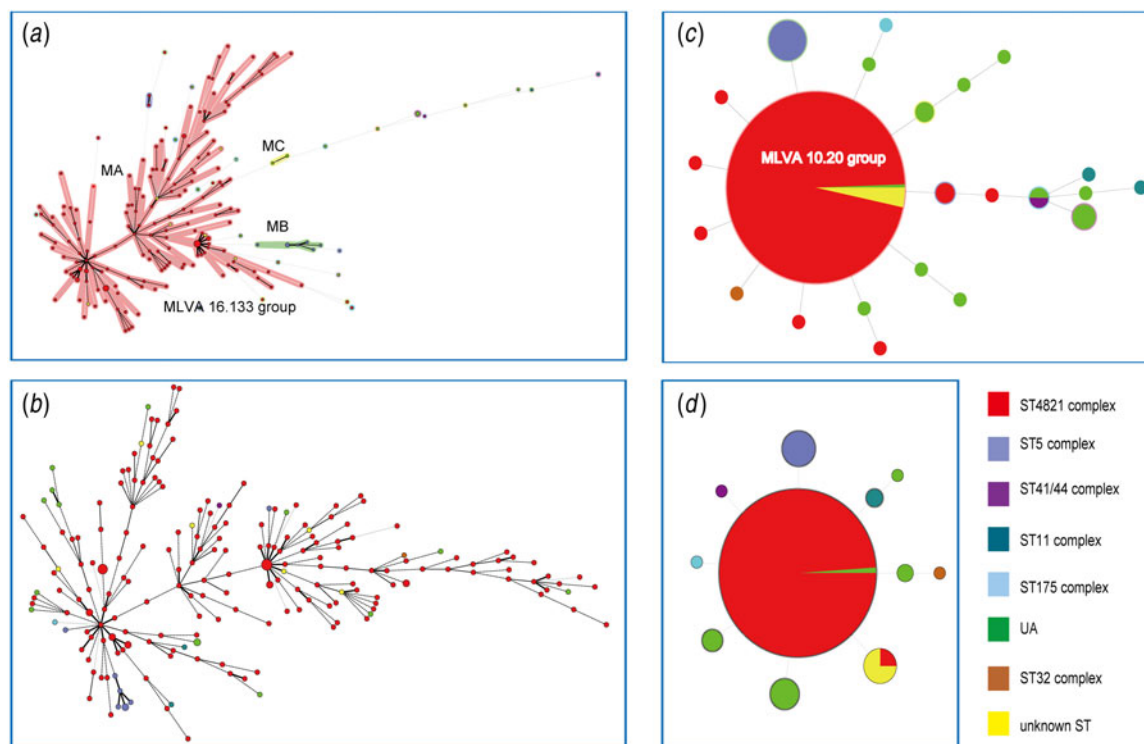 (a)
MC
MA
MB
MLVA 16.133 group
(c)
MLVA 10.20 group
(b)
(d)
ST4821 complex
ST5 complex
ST41/44 complex
ST11 complex
ST175 complex
UA
ST32 complex
unknown ST